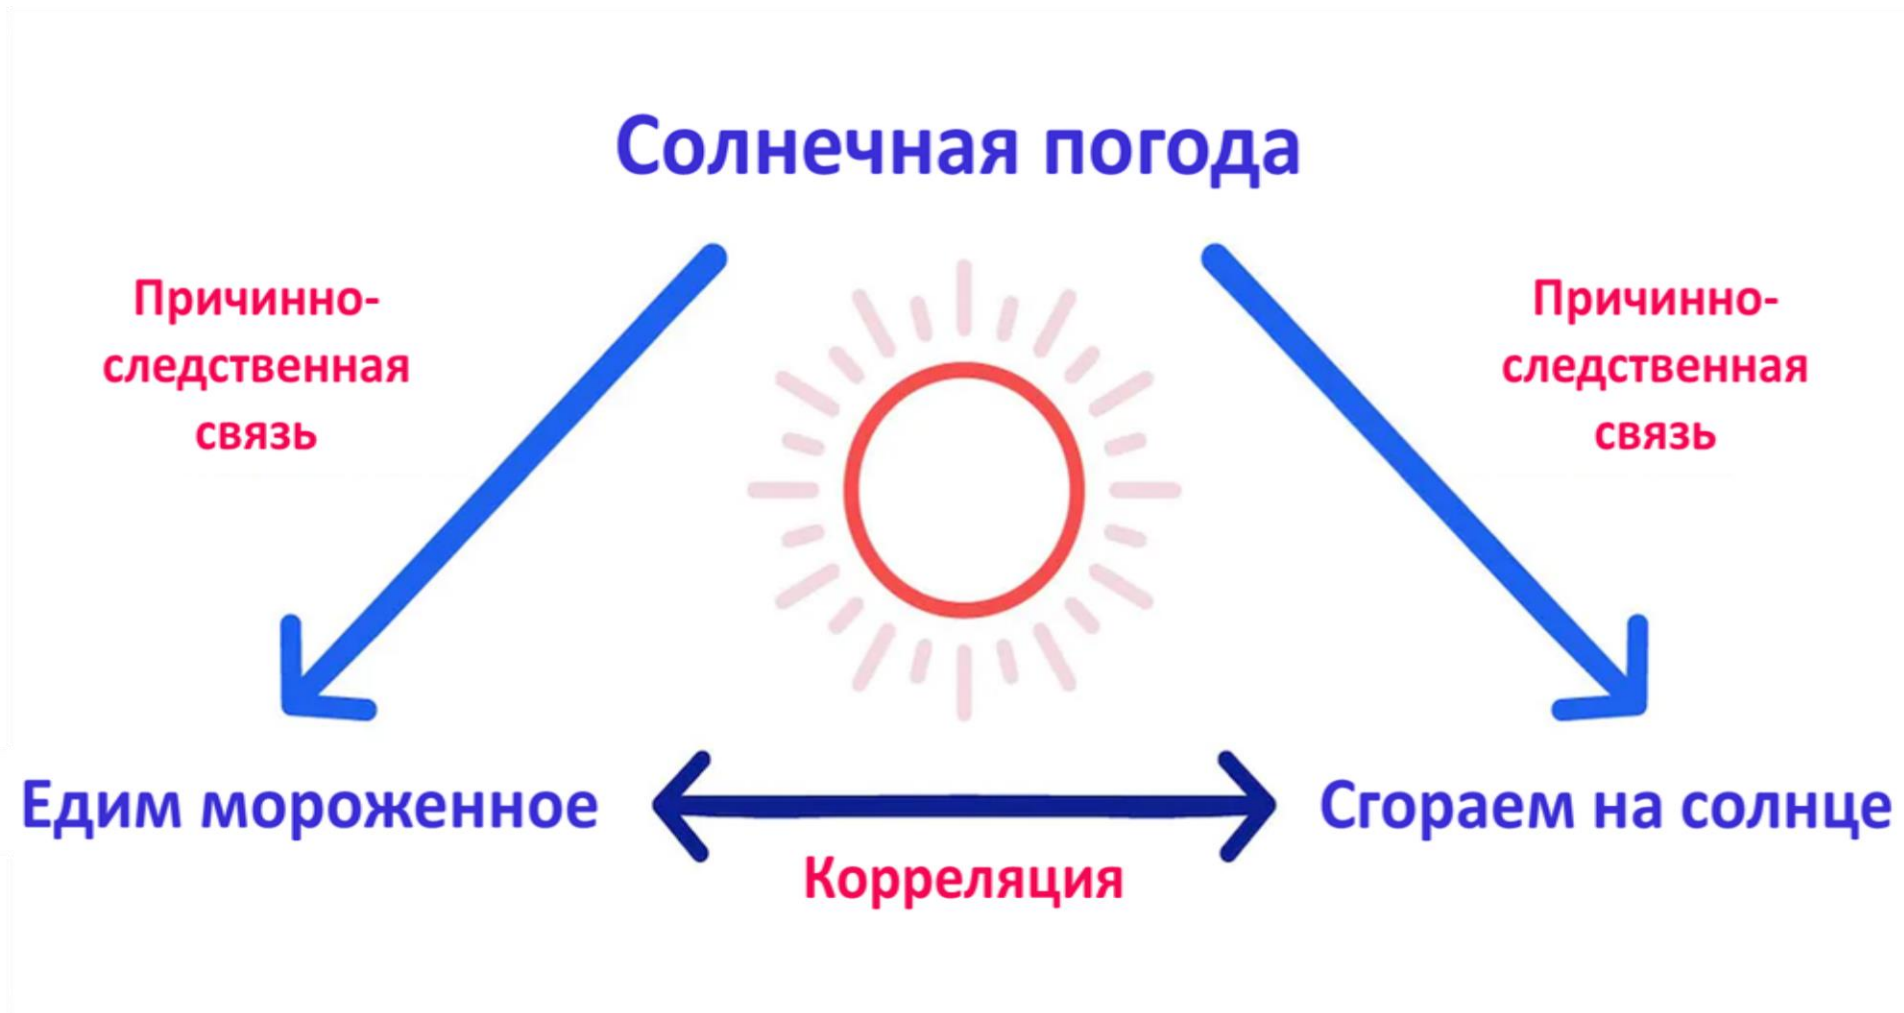 Солнечная погода
Причинно-
следственная
связь
Причинно-
следственная
связь
Едим мороженное
Сгораем на солнце
Корреляция